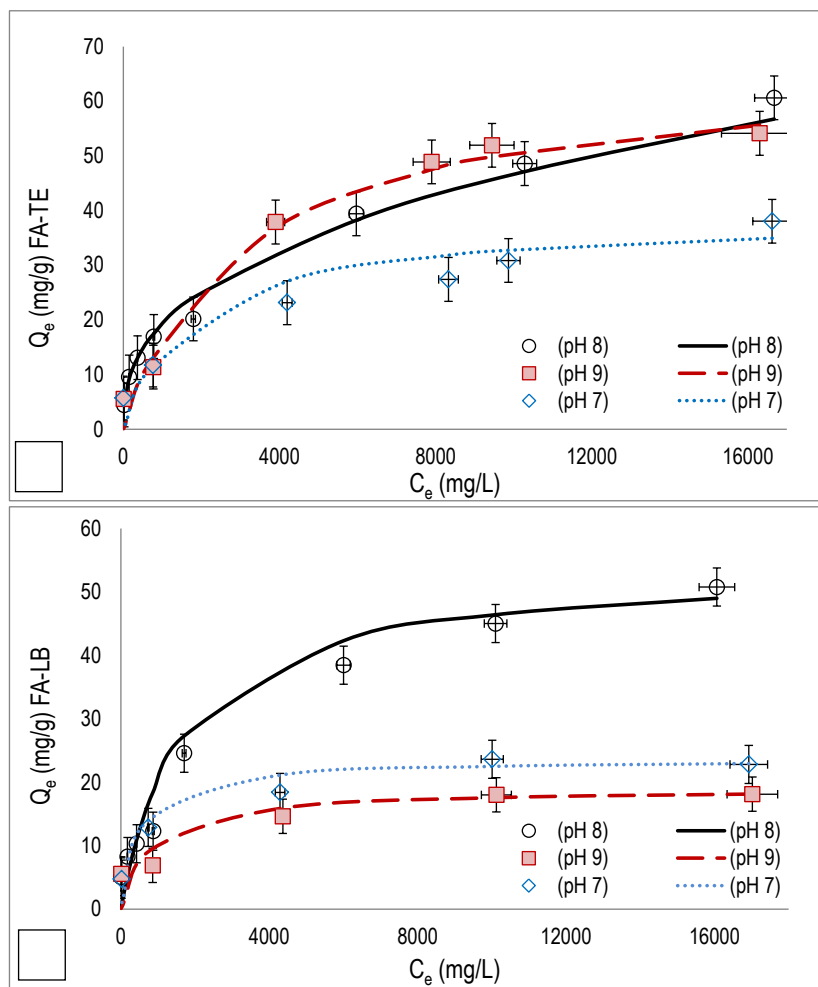 70
60
50
40
30
20
10
0
Qe (mg/g) FA-TE
(pH 8) (pH 8)
(pH 9) (pH 9)
(pH 7) (pH 7)
0 4000 8000 12000 16000
Ce (mg/L)
60
50
40
30
20
10
0
Qe (mg/g) FA-LB
(pH 8) (pH 8)
(pH 9) (pH 9)
(pH 7) (pH 7)
0 4000 8000 12000 16000
Ce (mg/L)